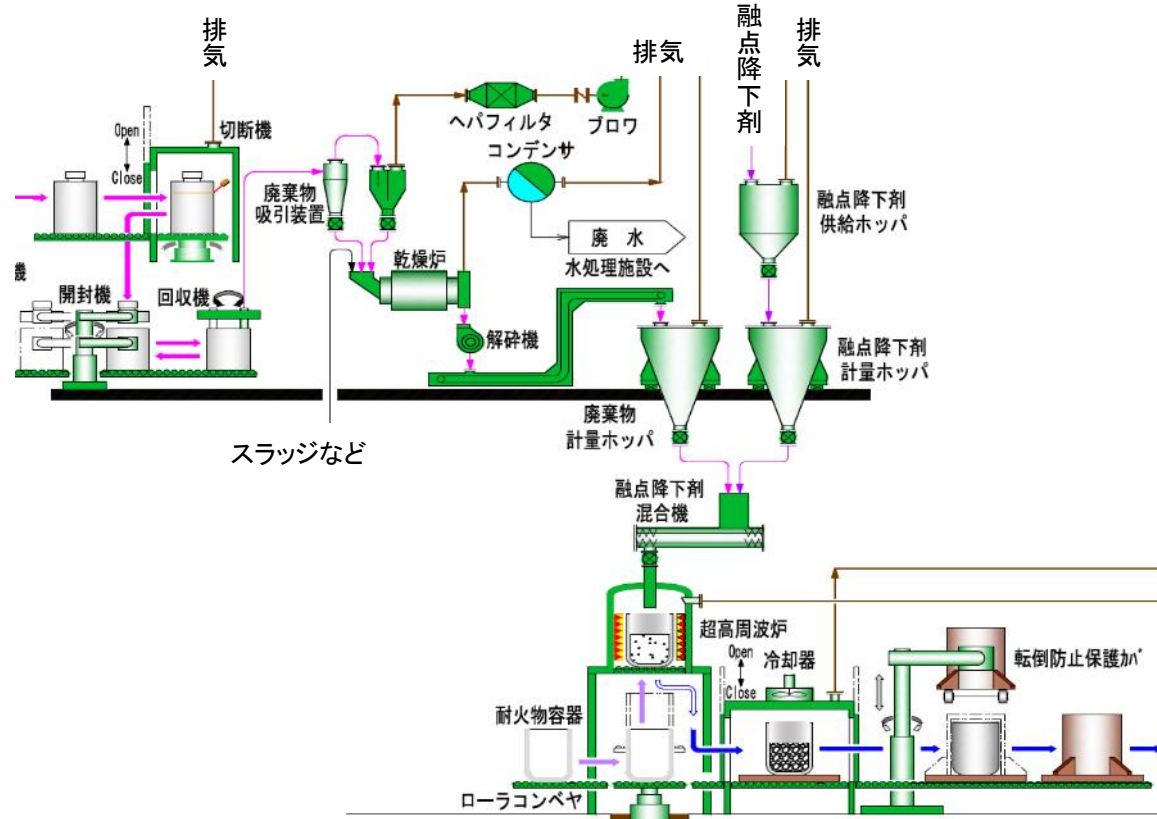 排気
融点降下剤
排気
排気
ヘパフィルタ
ブロワ
コンデンサ
Open
Close
切断機
廃棄物
吸引装置
融点降下剤
供給ホッパ
廃水
水処理施設へ
乾燥炉
機
開封機
回収機
解砕機
融点降下剤
計量ホッパ
廃棄物
計量ホッパ
スラッジなど
融点降下剤
混合機
超高周波炉
Open
Close
冷却器
転倒防止保護ｶﾊﾞ
耐火物容器
ローラコンベヤ